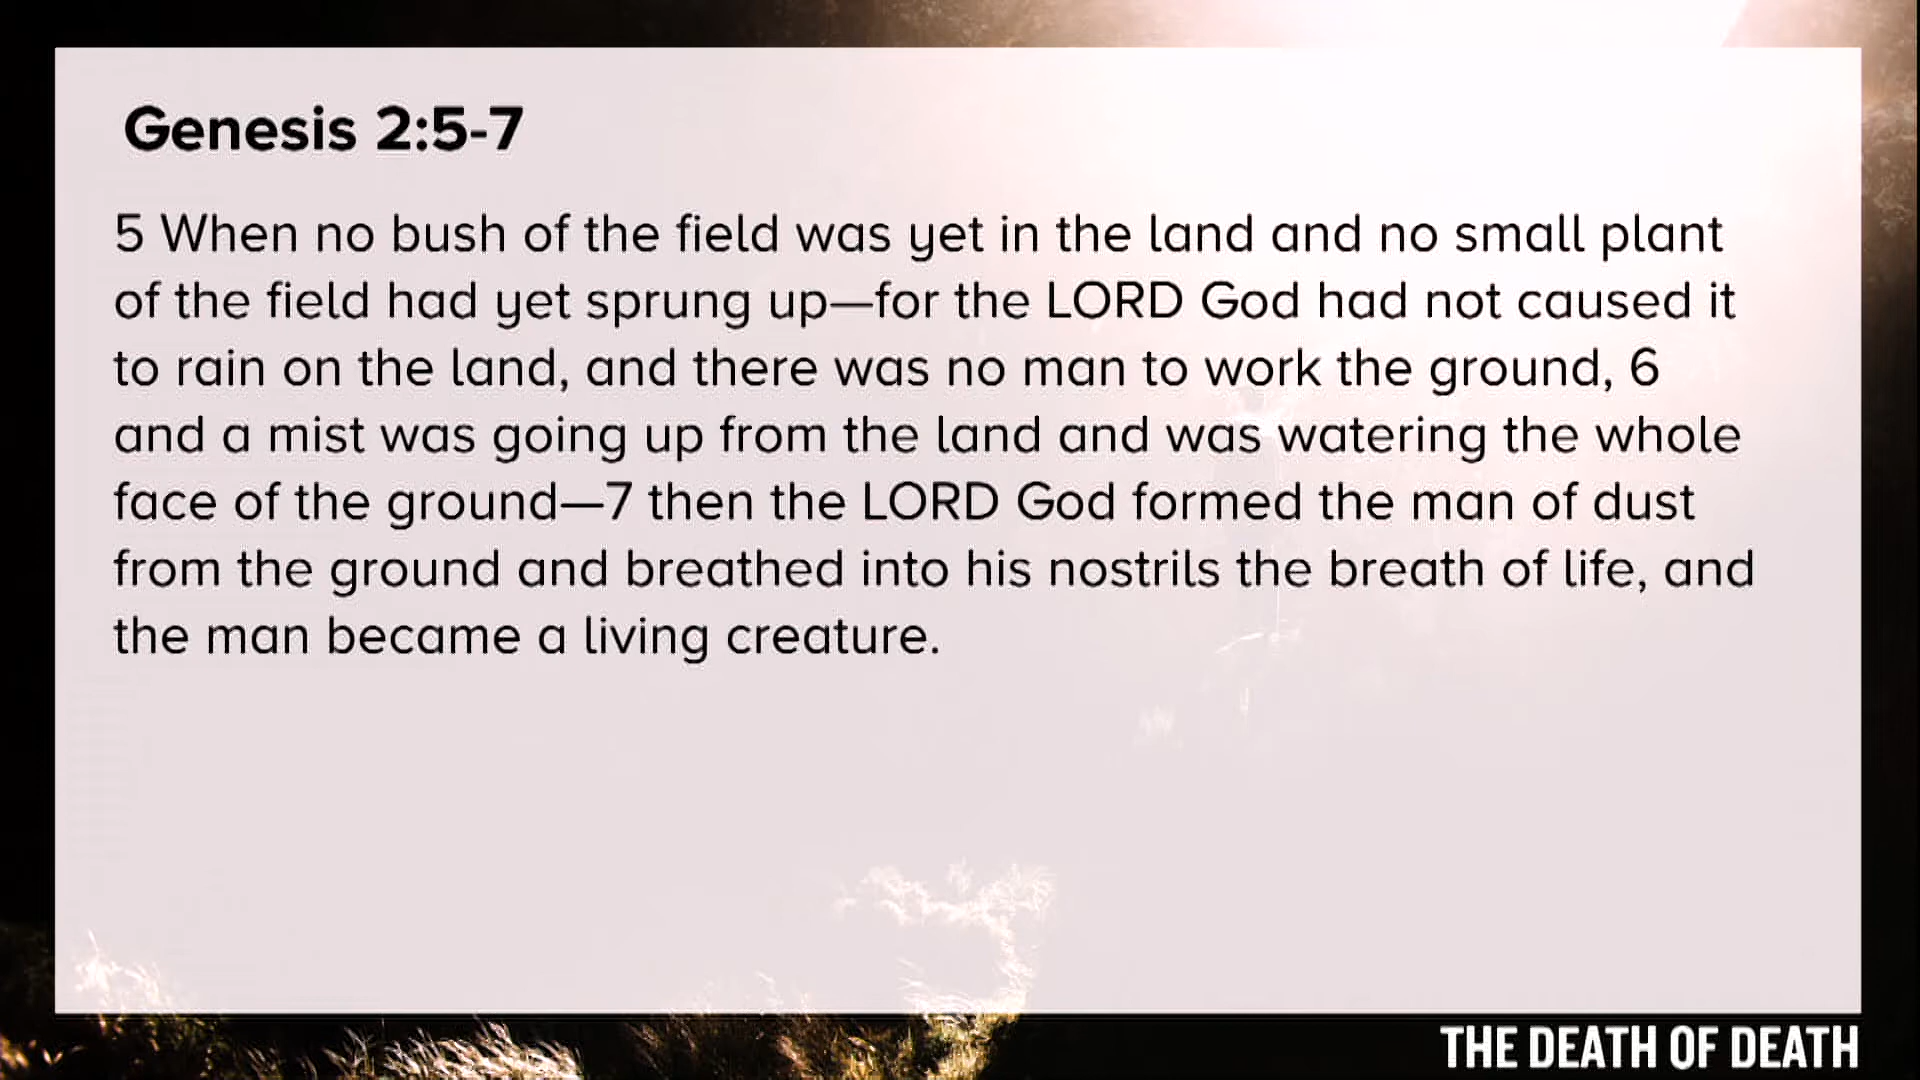 Genesis 2:5-7
5 When no bush of the field was yet in the land and no small plant
of the field had yet sprung up—for the LORD God had not caused it
to rain on the land, and there was no man to work the ground, 6
and a mist was going up from the land and was watering the whole
face of the ground—7 then the LORD God formed the man of dust
from the ground and breathed into his nostrils the breath of life, and
the man became a living creature.
THE DEATH OF DEATH